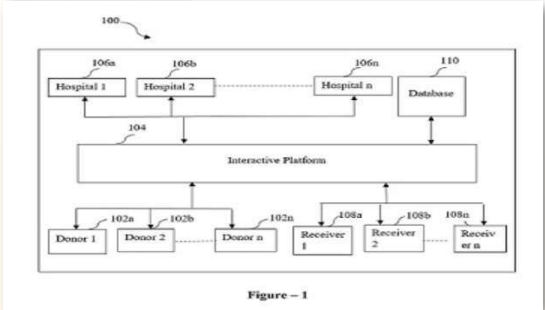 100
106a
106b
106n
110
Hospital 1
Hospital 2
Hospital n
Database
104
Interactive Platform
102a
102b
102n
108a
108b
108n
Donor 1
Donor 2
Donor n
Receiver
1
Receiver
2
Receiv
er n
Figure – 1